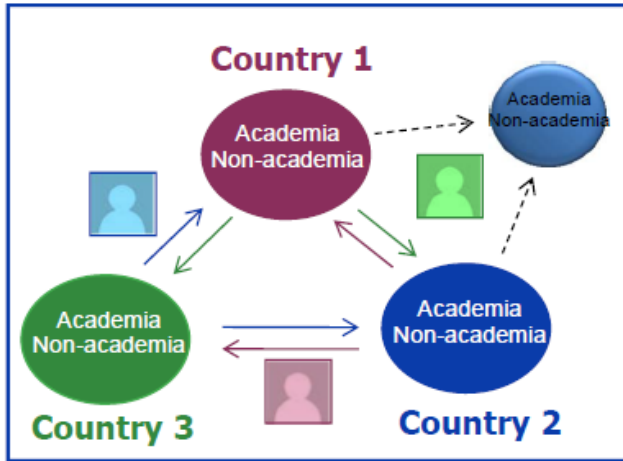 Country 1
Academia
Non-academia
Academia
Non-academia
Academia
Non-academia
Country 3
Academia
Non-academia
Country 2